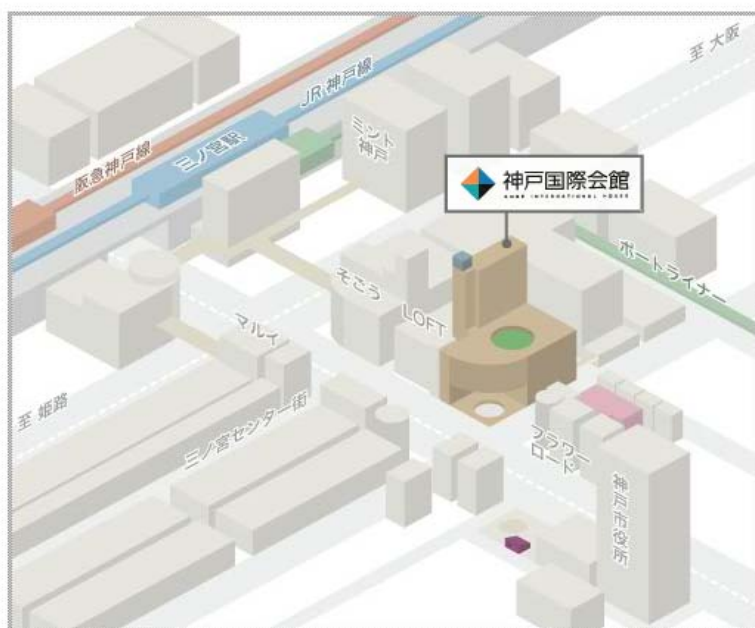 至 大阪
JR 神戸線
ミント
神戸
三ノ宮駅
阪急神戸線
神戸国際会館
KOBE INTERNATIONAL HOUSE
ポートライナー
そごう
LOFT
マルイ
至 姫路
三ノ宮センター街
フラワー
ロード
神戸市役所